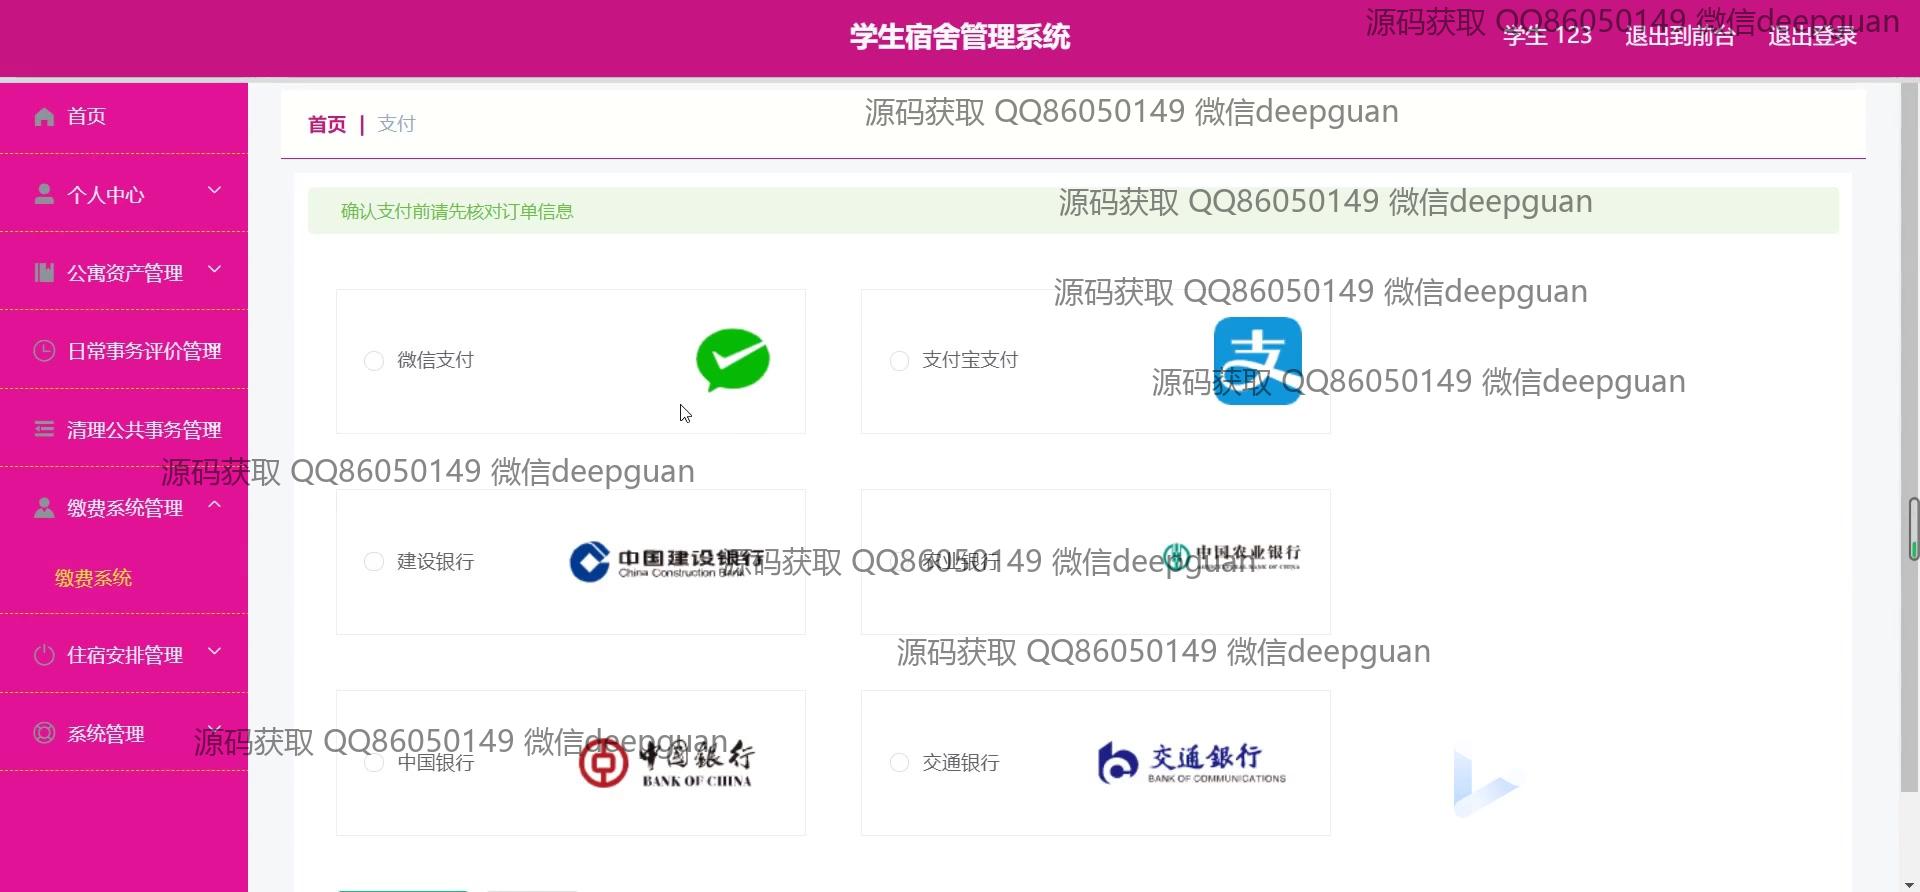 学生宿舍管理系统
源码获取 QQ86050149 微信deepguan
学生 123
退出到前台
退出登录
首页
个人中心
公寓资产管理
日常事务评价管理
清理公共事务管理
缴费系统管理
缴费系统
住宿安排管理
系统管理
首页 | 支付
源码获取 QQ86050149 微信deepguan
确认支付前请先核对订单信息
源码获取 QQ86050149 微信deepguan
源码获取 QQ86050149 微信deepguan
微信支付
支付宝支付
支
源码获取 QQ86050149 微信deepguan
源码获取 QQ86050149 微信deepguan
建设银行
中国建设银行
China Construction Bank
农业银行
中国农业银行
AGRICULTURAL BANK OF CHINA
源码获取 QQ86050149 微信deepguan
源码获取 QQ86050149 微信deepguan
源码获取 QQ86050149 微信deepguan
中国银行
中国银行
BANK OF CHINA
交通银行
交通銀行
BANK OF COMMUNICATIONS